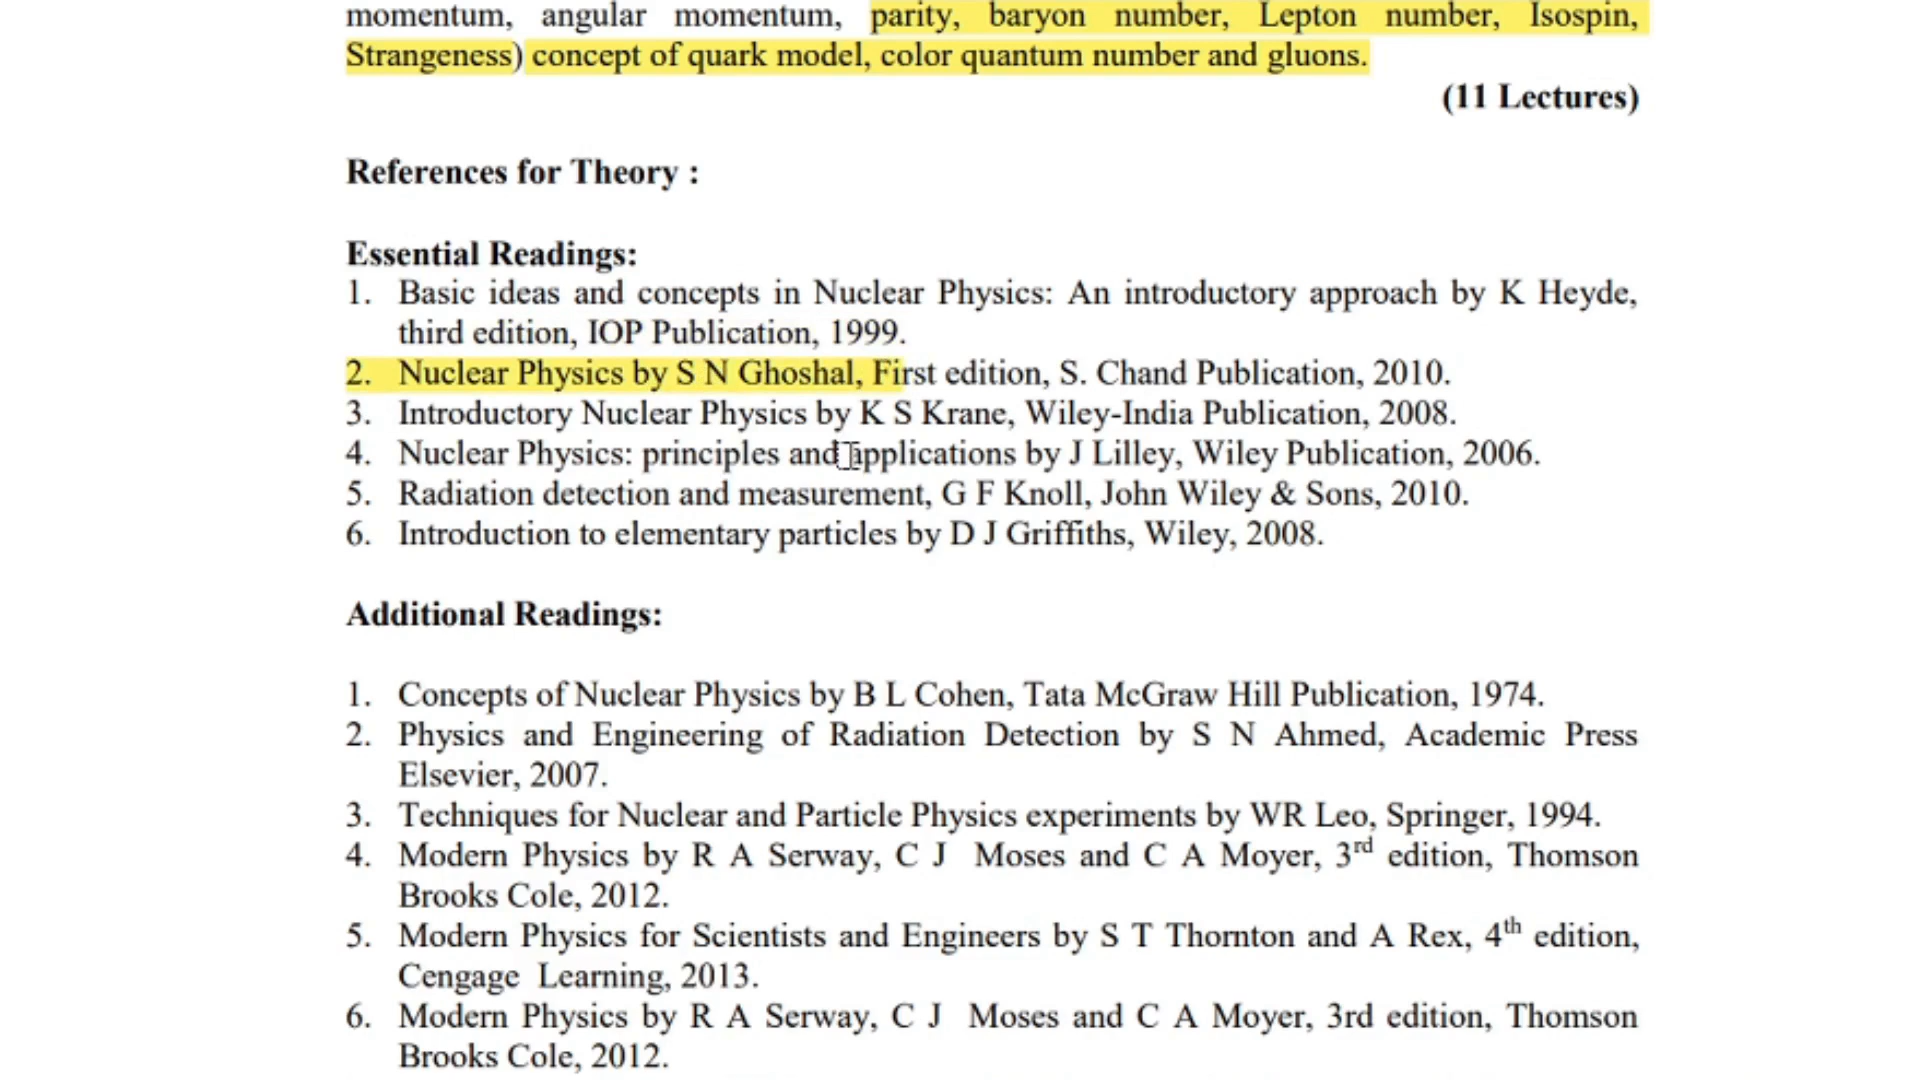 momentum, angular momentum, parity, baryon number, Lepton number, Isospin,
Strangeness) concept of quark model, color quantum number and gluons.
(11 Lectures)
References for Theory :
Essential Readings:
1. Basic ideas and concepts in Nuclear Physics: An introductory approach by K Heyde,
third edition, IOP Publication, 1999.
2. Nuclear Physics by S N Ghoshal, First edition, S. Chand Publication, 2010.
3. Introductory Nuclear Physics by K S Krane, Wiley-India Publication, 2008.
4. Nuclear Physics: principles and applications by J Lilley, Wiley Publication, 2006.
5. Radiation detection and measurement, G F Knoll, John Wiley & Sons, 2010.
6. Introduction to elementary particles by D J Griffiths, Wiley, 2008.
Additional Readings:
1. Concepts of Nuclear Physics by B L Cohen, Tata McGraw Hill Publication, 1974.
2. Physics and Engineering of Radiation Detection by S N Ahmed, Academic Press
Elsevier, 2007.
3. Techniques for Nuclear and Particle Physics experiments by WR Leo, Springer, 1994.
4. Modern Physics by R A Serway, C J Moses and C A Moyer, 3rd edition, Thomson
Brooks Cole, 2012.
5. Modern Physics for Scientists and Engineers by S T Thornton and A Rex, 4th edition,
Cengage Learning, 2013.
6. Modern Physics by R A Serway, C J Moses and C A Moyer, 3rd edition, Thomson
Brooks Cole, 2012.